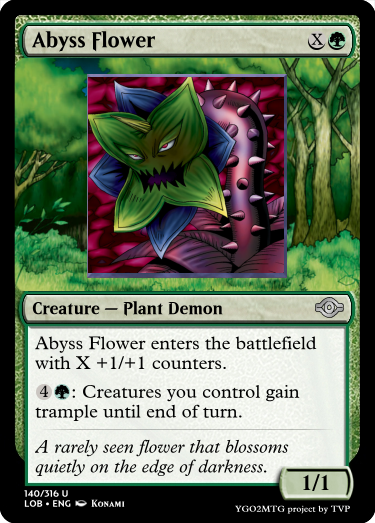 Abyss Flower X
Creature — Plant Demon
Abyss Flower enters the battlefield
with X +1/+1 counters.
4 : Creatures you control gain
trample until end of turn.
A rarely seen flower that blossoms
quietly on the edge of darkness.
1/1
140/316 U
LOB • ENG Konami
YGO2MTG project by TVP